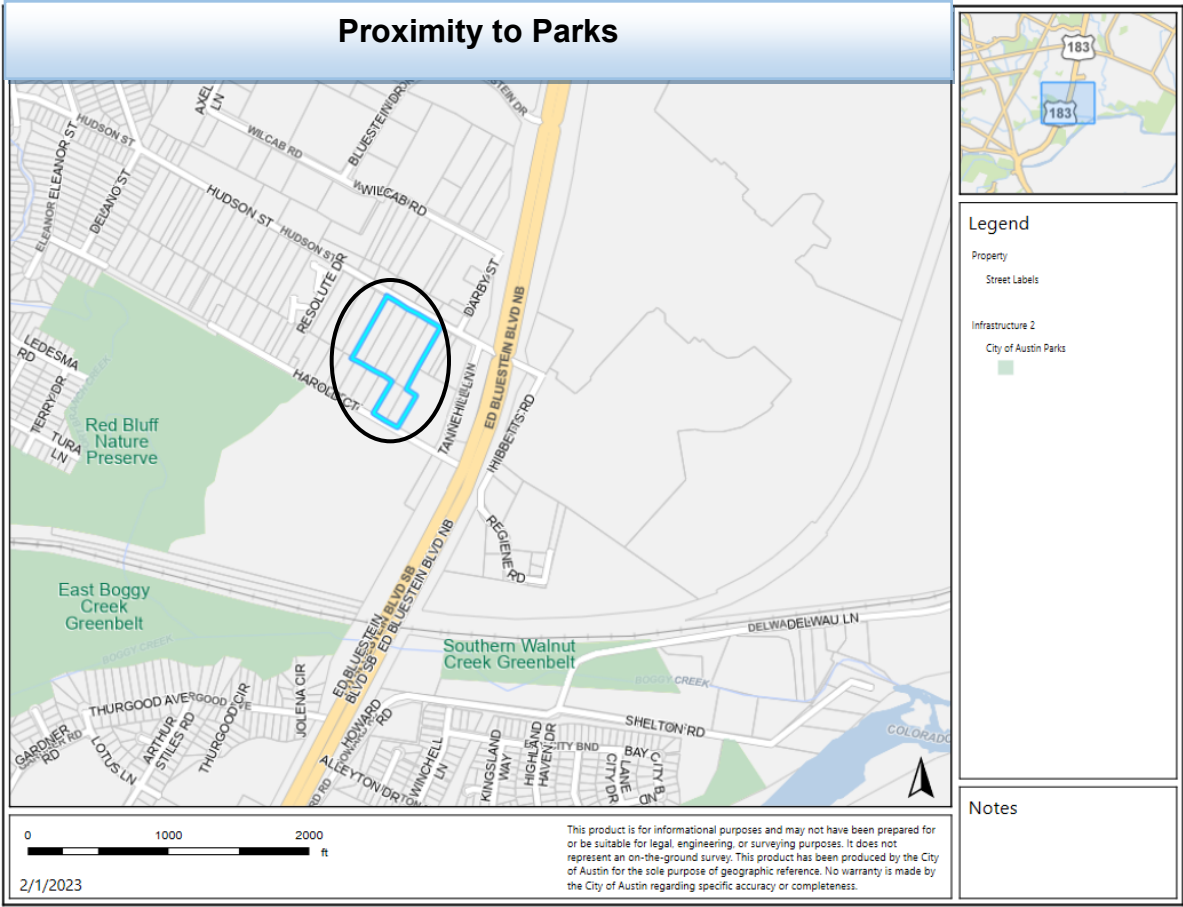 Proximity to Parks
183
183
AXEL
LN
BLUESTEIN DR
STEIN DR
HUDSON ST
WILCAB RD
WILCAB RD
ELEANOR ST
ELEANOR
DELANO ST
HUDSON ST
HUDSON ST
RESOLUTE DR
DARBY ST
ED BLUESTEIN BLVD NB
LEDESMA
RD
TERRY DR
TURA
LN
HAROLD CT
TANNEHILL LN
HIBBETTS RD
Red Bluff
Nature
Preserve
REGIENE RD
East Boggy
Creek
Greenbelt
BOGGY CREEK
ED BLUESTEIN
BLVD SB
BLUESTEIN BLVD SB
ED BLUESTEIN BLVD NB
Southern Walnut
Creek Greenbelt
DELWAU LN
BOGGY CREEK
THURGOOD AVE
JOLENA CIR
THURGOOD CIR
ARTHUR
STILES RD
LOTUS LN
GARDNER
RD
HOWARD
RD
ALLEYTON DR
WINCHELL
LN
KINGSLAND
WAY
HIGHLAND
HAVEN DR
CITY BND
SHELTON RD
BAY CITY B
ND
LANE
CITY DR
COLORADO
Legend
Property
Street Labels
Infrastructure 2
City of Austin Parks
Notes
0 1000 2000
ft
2/1/2023
This product is for informational purposes and may not have been prepared for
or be suitable for legal, engineering, or surveying purposes. It does not
represent an on-the-ground survey. This product has been produced by the City
of Austin for the sole purpose of geographic reference. No warranty is made by
the City of Austin regarding specific accuracy or completeness.